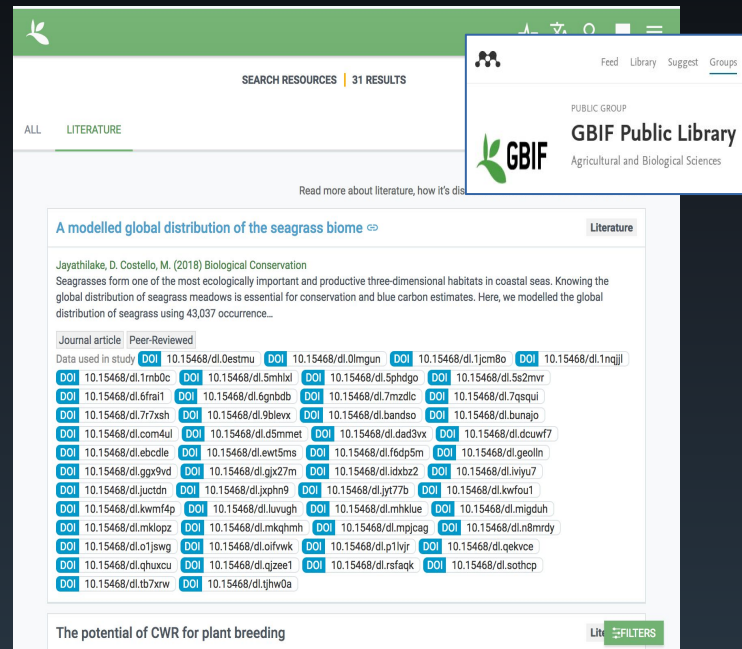 SEARCH RESOURCES | 31 RESULTS
Feed Library Suggest Groups
PUBLIC GROUP
GBIF Public Library
GBIF
Agricultural and Biological Sciences
ALL LITERATURE
Read more about literature, how it's dis
A modelled global distribution of the seagrass biome
Literature
Jayathilake, D. Costello, M. (2018) Biological Conservation
Seagrasses form one of the most ecologically important and productive three-dimensional habitats in coastal seas. Knowing the
global distribution of seagrass meadows is essential for conservation and blue carbon estimates. Here, we modelled the global
distribution of seagrass using 43,037 occurrence...
Journal article Peer-Reviewed
Data used in study DOI 10.15468/dl.0estmu DOI 10.15468/dl.0lmgun DOI 10.15468/dl.1jcm8o DOI 10.15468/dl.1nqjjl
DOI 10.15468/dl.1rnb0c DOI 10.15468/dl.5mhlxl DOI 10.15468/dl.5phdgo DOI 10.15468/dl.5s2mvr
DOI 10.15468/dl.6frai1 DOI 10.15468/dl.6gnbdb DOI 10.15468/dl.7mzdlc DOI 10.15468/dl.7qsqui
DOI 10.15468/dl.7r7xsh DOI 10.15468/dl.9blevx DOI 10.15468/dl.bandso DOI 10.15468/dl.bunajo
DOI 10.15468/dl.com4ul DOI 10.15468/dl.d5mmet DOI 10.15468/dl.dad3vx DOI 10.15468/dl.dcuwf7
DOI 10.15468/dl.ebcdle DOI 10.15468/dl.ewt5ms DOI 10.15468/dl.f6dp5m DOI 10.15468/dl.geolln
DOI 10.15468/dl.ggx9vd DOI 10.15468/dl.gjx27m DOI 10.15468/dl.idxbz2 DOI 10.15468/dl.iviyu7
DOI 10.15468/dl.juctdn DOI 10.15468/dl.jxphn9 DOI 10.15468/dl.jyt77b DOI 10.15468/dl.kwfou1
DOI 10.15468/dl.kwmf4p DOI 10.15468/dl.luvugh DOI 10.15468/dl.mhklue DOI 10.15468/dl.migduh
DOI 10.15468/dl.mklopz DOI 10.15468/dl.mkqhmh DOI 10.15468/dl.mpjcag DOI 10.15468/dl.n8mrdy
DOI 10.15468/dl.o1jswg DOI 10.15468/dl.oifvwk DOI 10.15468/dl.p1lvjr DOI 10.15468/dl.qekvce
DOI 10.15468/dl.qhuxcu DOI 10.15468/dl.qjzee1 DOI 10.15468/dl.rsfaqk DOI 10.15468/dl.sothcp
DOI 10.15468/dl.tb7xrw DOI 10.15468/dl.tjhw0a
The potential of CWR for plant breeding
Lite
FILTERS